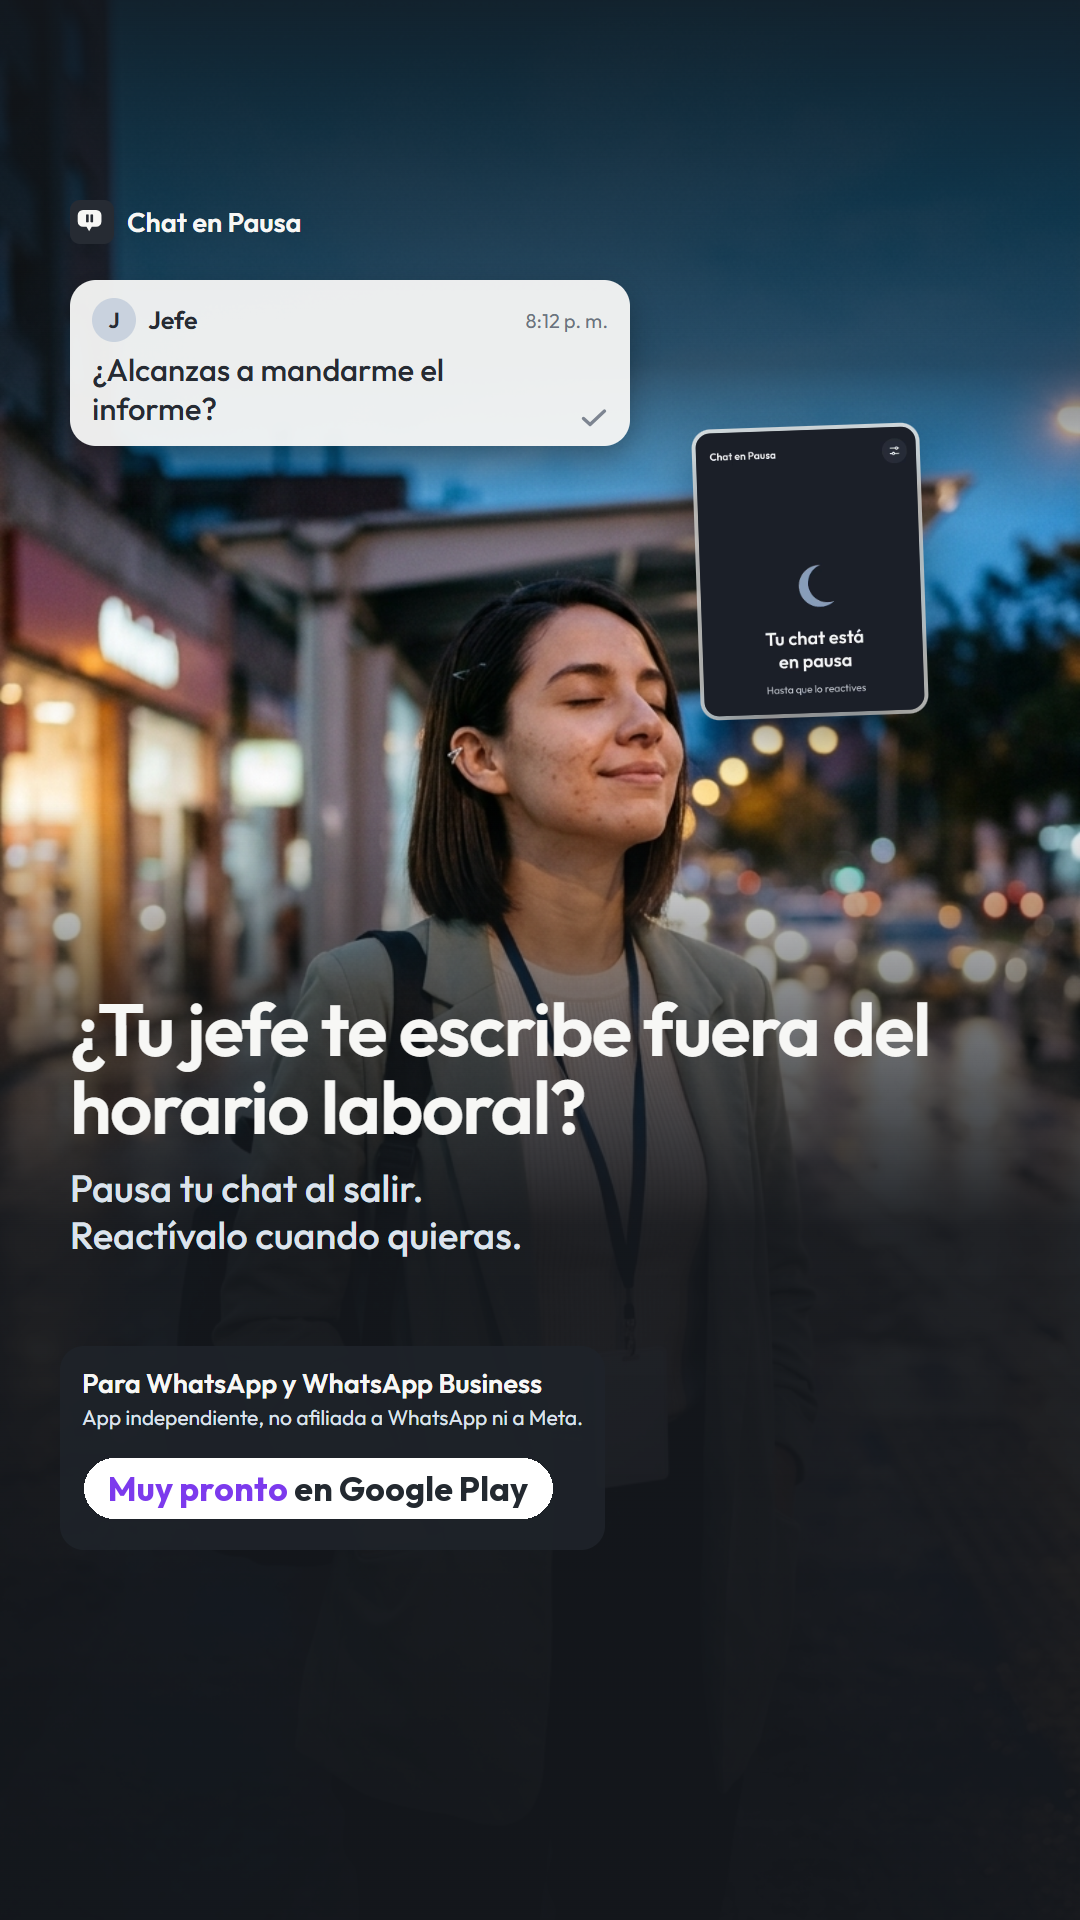 Chat en Pausa
J Jefe 8:12 p. m.
¿Alcanzas a mandarme el
informe?
Chat en Pausa
Tu chat está
en pausa
Hasta que lo reactives
¿Tu jefe te escribe fuera del
horario laboral?
Pausa tu chat al salir.
Reactívalo cuando quieras.
Para WhatsApp y WhatsApp Business
App independiente, no afiliada a WhatsApp ni a Meta.
Muy pronto en Google Play